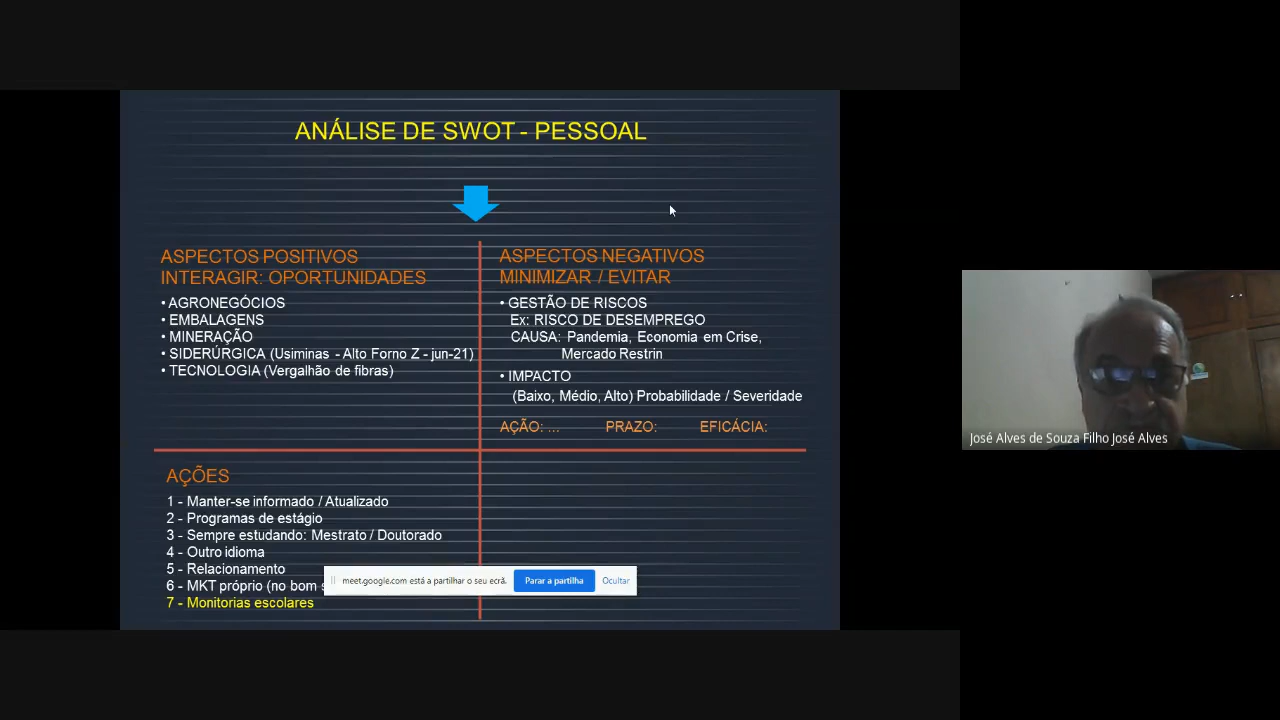 ANÁLISE DE SWOT - PESSOAL
ASPECTOS POSITIVOS
INTERAGIR: OPORTUNIDADES
• AGRONEGÓCIOS
• EMBALAGENS
• MINERAÇÃO
• SIDERÚRGICA (Usiminas - Alto Forno Z - jun-21)
• TECNOLOGIA (Vergalhão de fibras)
ASPECTOS NEGATIVOS
MINIMIZAR / EVITAR
• GESTÃO DE RISCOS
Ex: RISCO DE DESEMPREGO
CAUSA: Pandemia, Economia em Crise,
Mercado Restrin
• IMPACTO
(Baixo, Médio, Alto) Probabilidade / Severidade
AÇÃO: ... PRAZO: EFICÁCIA:
AÇÕES
1 - Manter-se informado / Atualizado
2 - Programas de estágio
3 - Sempre estudando: Mestrato / Doutorado
4 - Outro idioma
5 - Relacionamento
6 - MKT próprio (no bom
7 - Monitorias escolares
meet.google.com está a partilhar o seu ecrã. Parar a partilha Ocultar
José Alves de Souza Filho José Alves